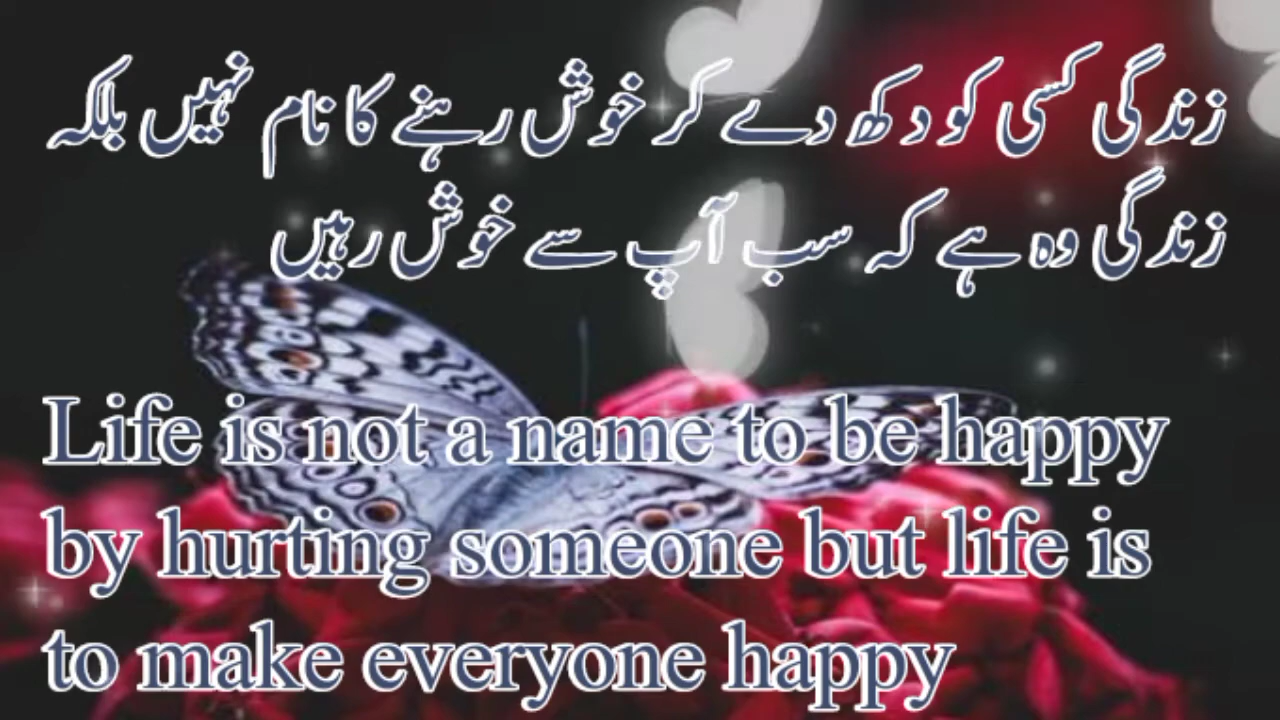 زندگی کسی کو دکھ دے کر خوش رہنے کا نام نہیں بلکہ
زندگی وہ ہے کہ سب آپ سے خوش رہیں
Life is not a name to be happy
by hurting someone but life is
to make everyone happy